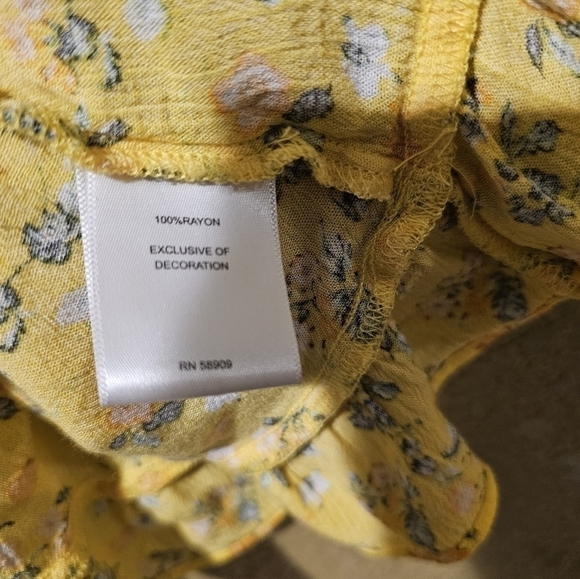 100%RAYON
EXCLUSIVE OF
DECORATION
RN 58909